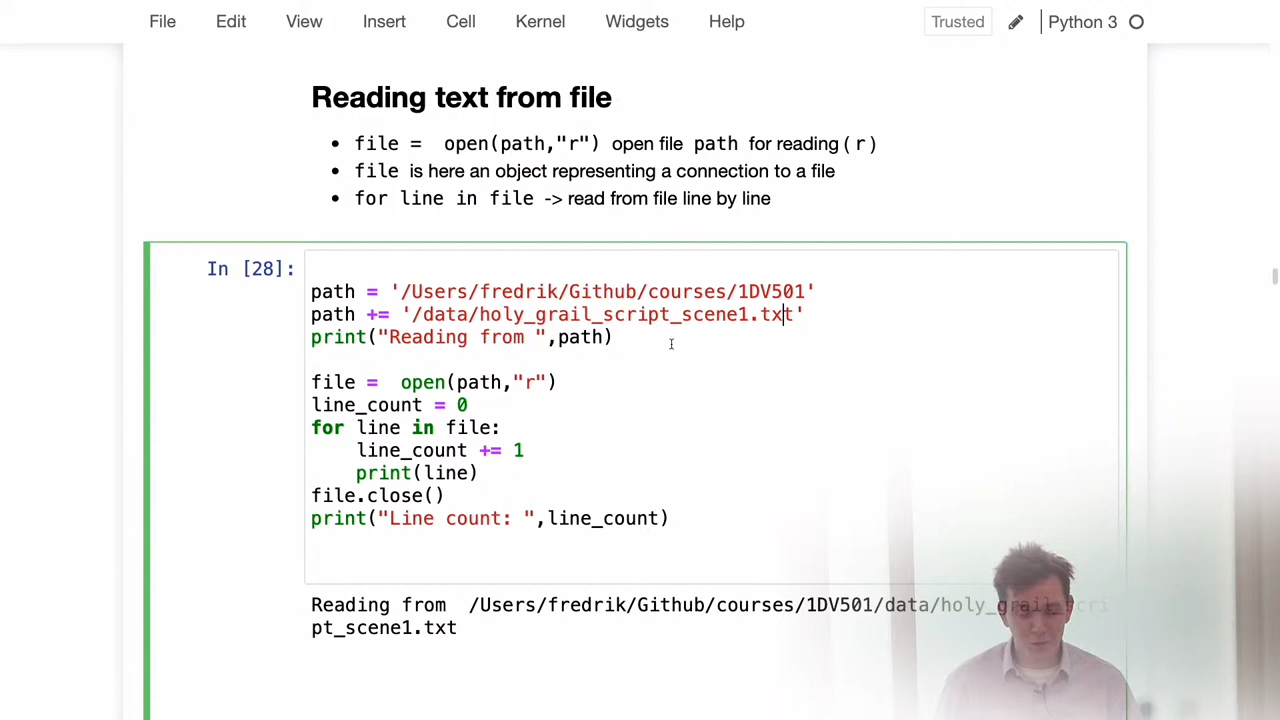 File Edit View Insert Cell Kernel Widgets Help Trusted Python 3
Reading text from file
• file =  open(path,"r") open file path for reading ( r )
• file is here an object representing a connection to a file
• for line in file -> read from file line by line
In [28]:
path = '/Users/fredrik/Github/courses/1DV501'
path += '/data/holy_grail_script_scene1.txt'
print("Reading from ",path)
file =  open(path,"r")
line_count = 0
for line in file:
    line_count += 1
    print(line)
file.close()
print("Line count: ",line_count)
Reading from  /Users/fredrik/Github/courses/1DV501/data/holy_grail_scri
pt_scene1.txt